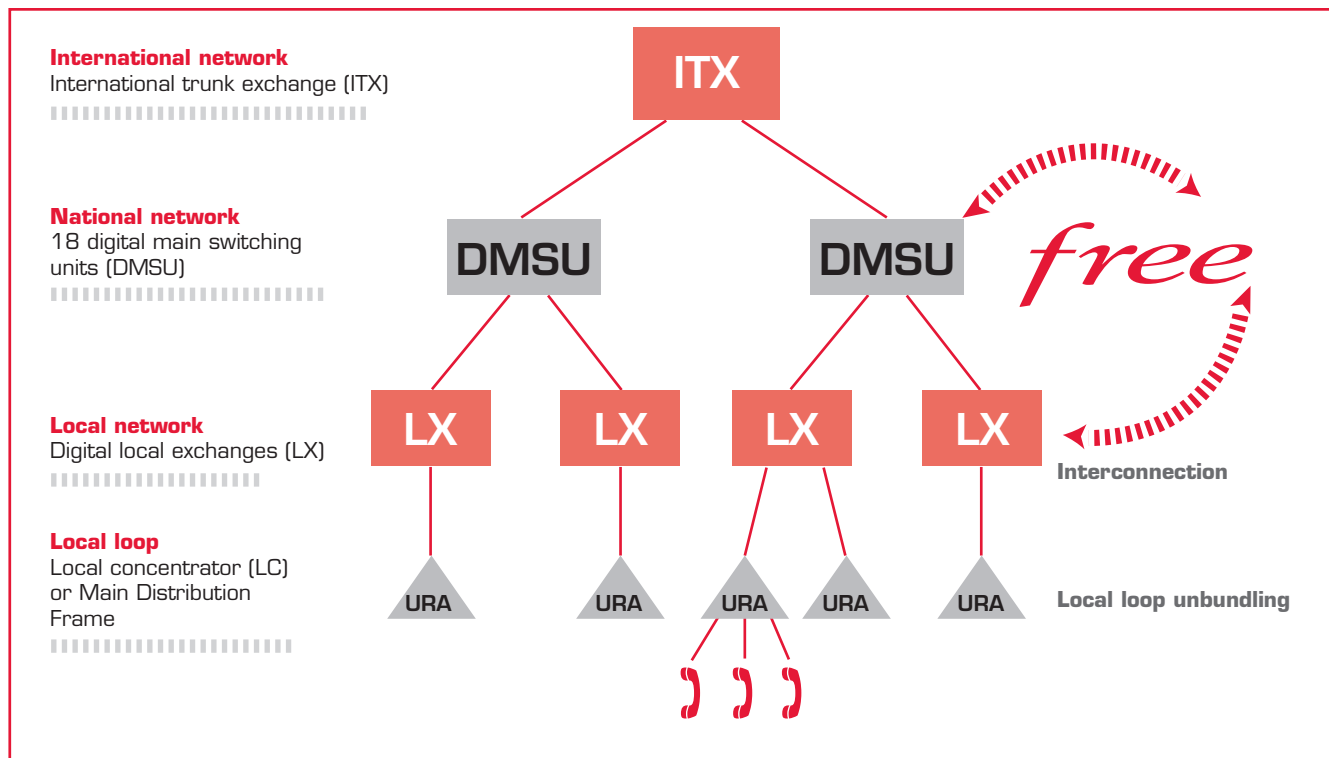 International network
International trunk exchange (ITX)
ITX
National network
18 digital main switching
units (DMSU)
DMSU
DMSU
free
Local network
Digital local exchanges (LX)
LX
LX
LX
LX
Interconnection
Local loop
Local concentrator (LC)
or Main Distribution
Frame
URA
URA
URA
URA
URA
Local loop unbundling